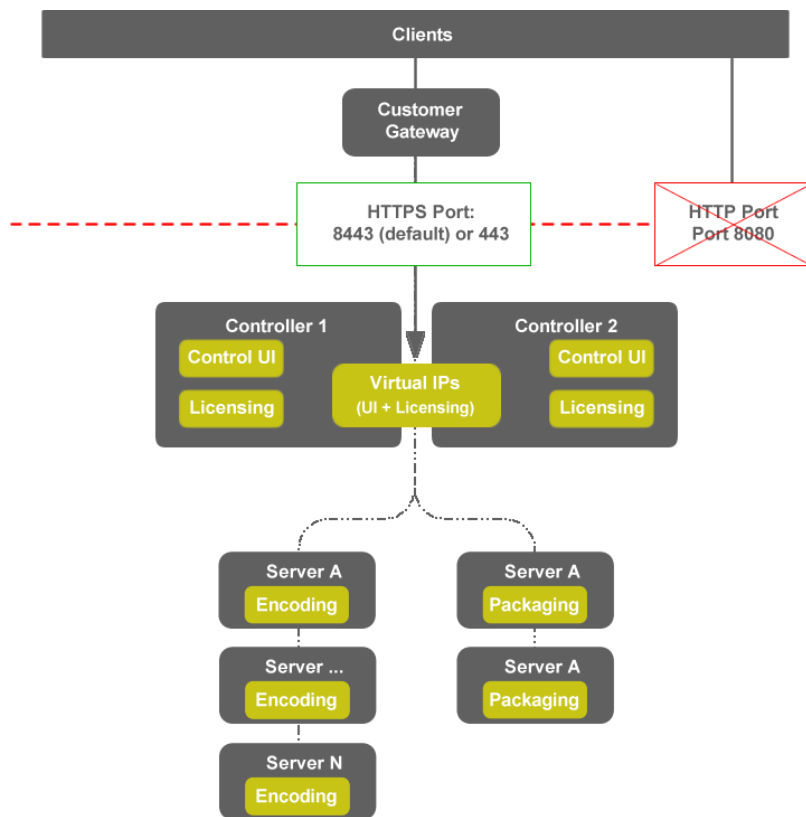 Clients
Customer
Gateway
HTTPS Port:
8443 (default) or 443
HTTP Port
Port 8080
Controller 1
Control UI
Licensing
Virtual IPs
(UI + Licensing)
Controller 2
Control UI
Licensing
Server A
Encoding
Server A
Packaging
Server ...
Encoding
Server A
Packaging
Server N
Encoding